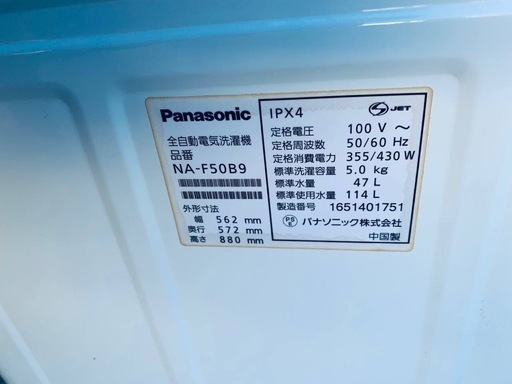 Panasonic
全自動電気洗濯機
品番
NA-F50B9
外形寸法
幅 562 mm
奥行 572 mm
高さ 880 mm
IPX4
S JET
定格電圧 100 V ～
定格周波数 50/60 Hz
定格消費電力 355/430 W
標準洗濯容量 5.0 kg
標準水量 47 L
標準使用水量 114 L
製造番号 1651401751
PS E パナソニック株式会社
中国製